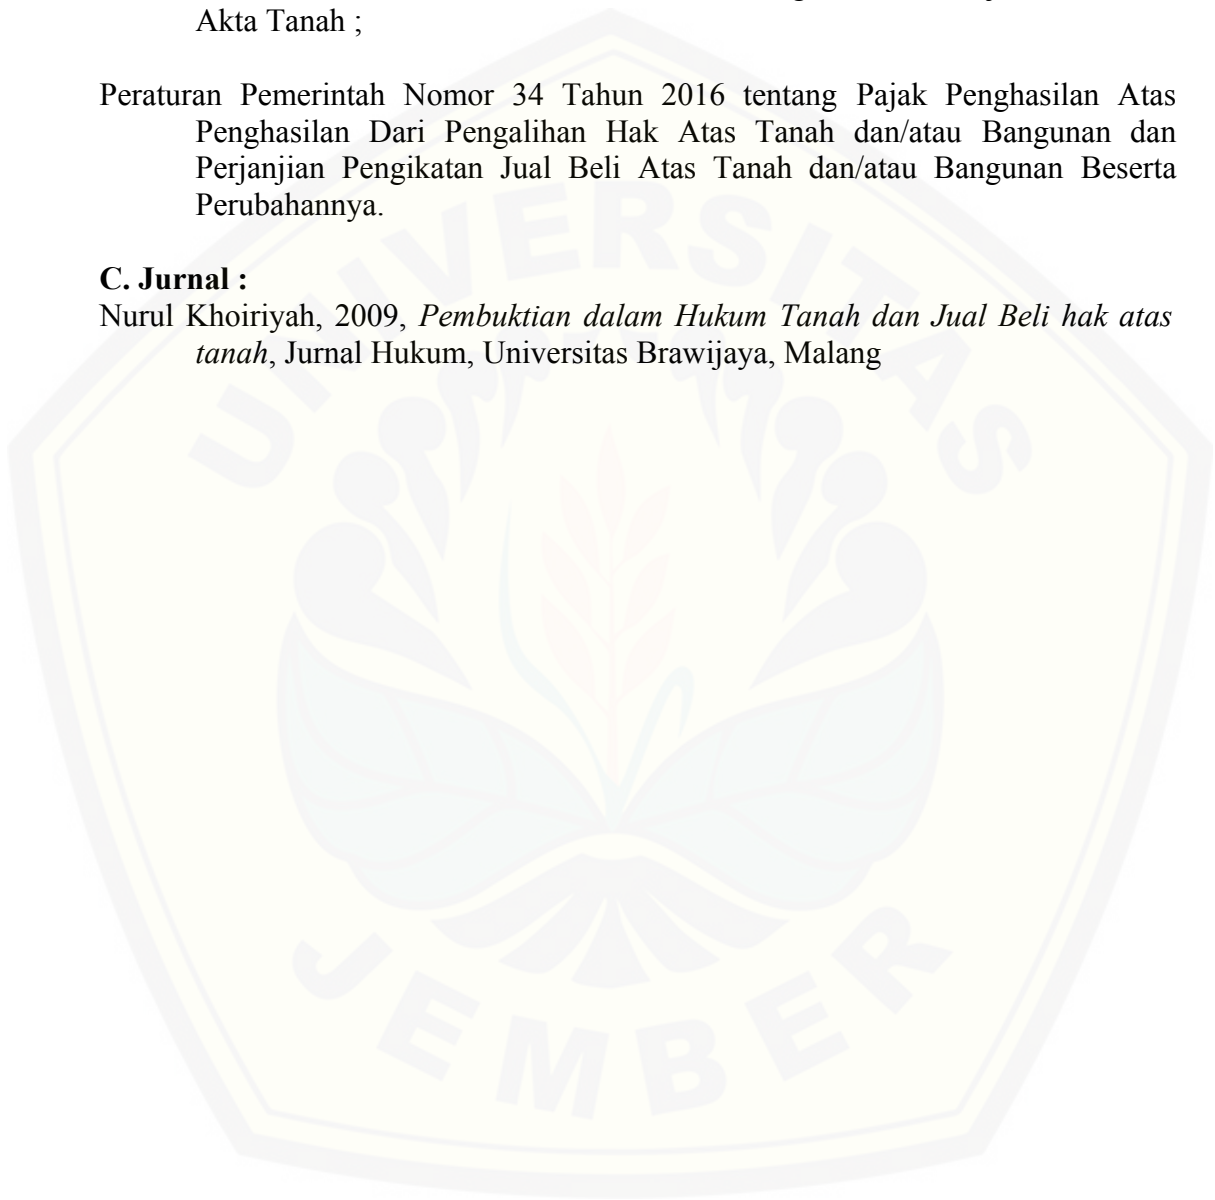 Akta Tanah ;
Peraturan Pemerintah Nomor 34 Tahun 2016 tentang Pajak Penghasilan Atas
Penghasilan Dari Pengalihan Hak Atas Tanah dan/atau Bangunan dan
Perjanjian Pengikatan Jual Beli Atas Tanah dan/atau Bangunan Beserta
Perubahannya.
C. Jurnal :
Nurul Khoiriyah, 2009, Pembuktian dalam Hukum Tanah dan Jual Beli hak atas
tanah, Jurnal Hukum, Universitas Brawijaya, Malang
UNIVERSITAS
JEMBER